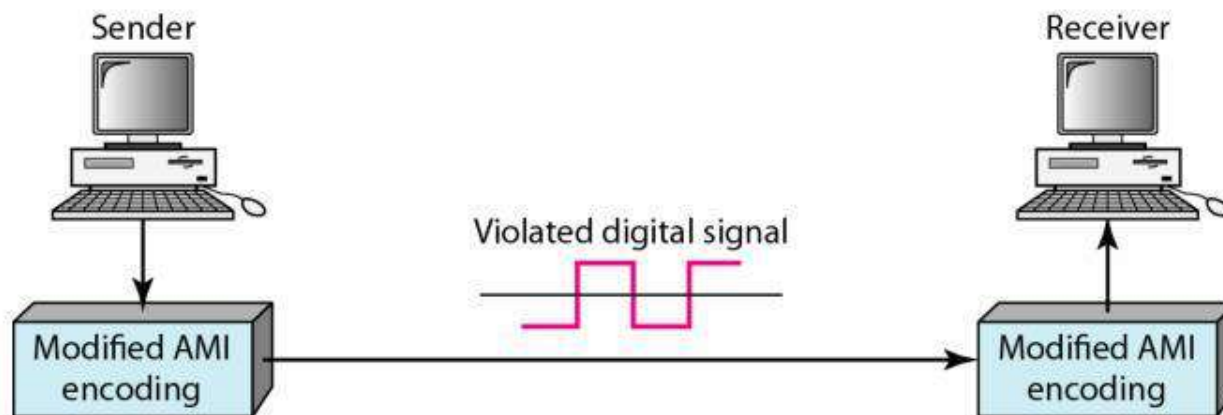 Sender
Receiver
Violated digital signal
Modified AMI
encoding
Modified AMI
encoding